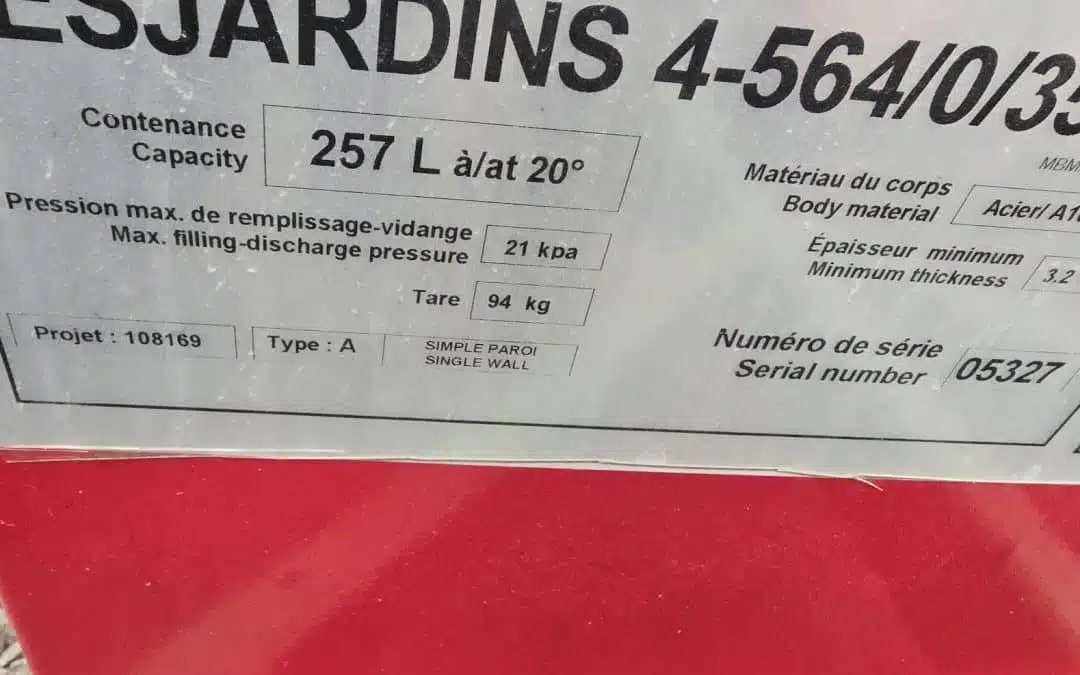 ESJARDINS 4-564/0/35
Contenance
Capacity
257 L à/at 20°
Pression max. de remplissage-vidange
Max. filling-discharge pressure
21 kpa
Tare
94 kg
Projet : 108169
Type : A
SIMPLE PAROI
SINGLE WALL
MBM
Matériau du corps
Body material
Acier/ A1
Épaisseur minimum
Minimum thickness
3.2
Numéro de série
Serial number
05327